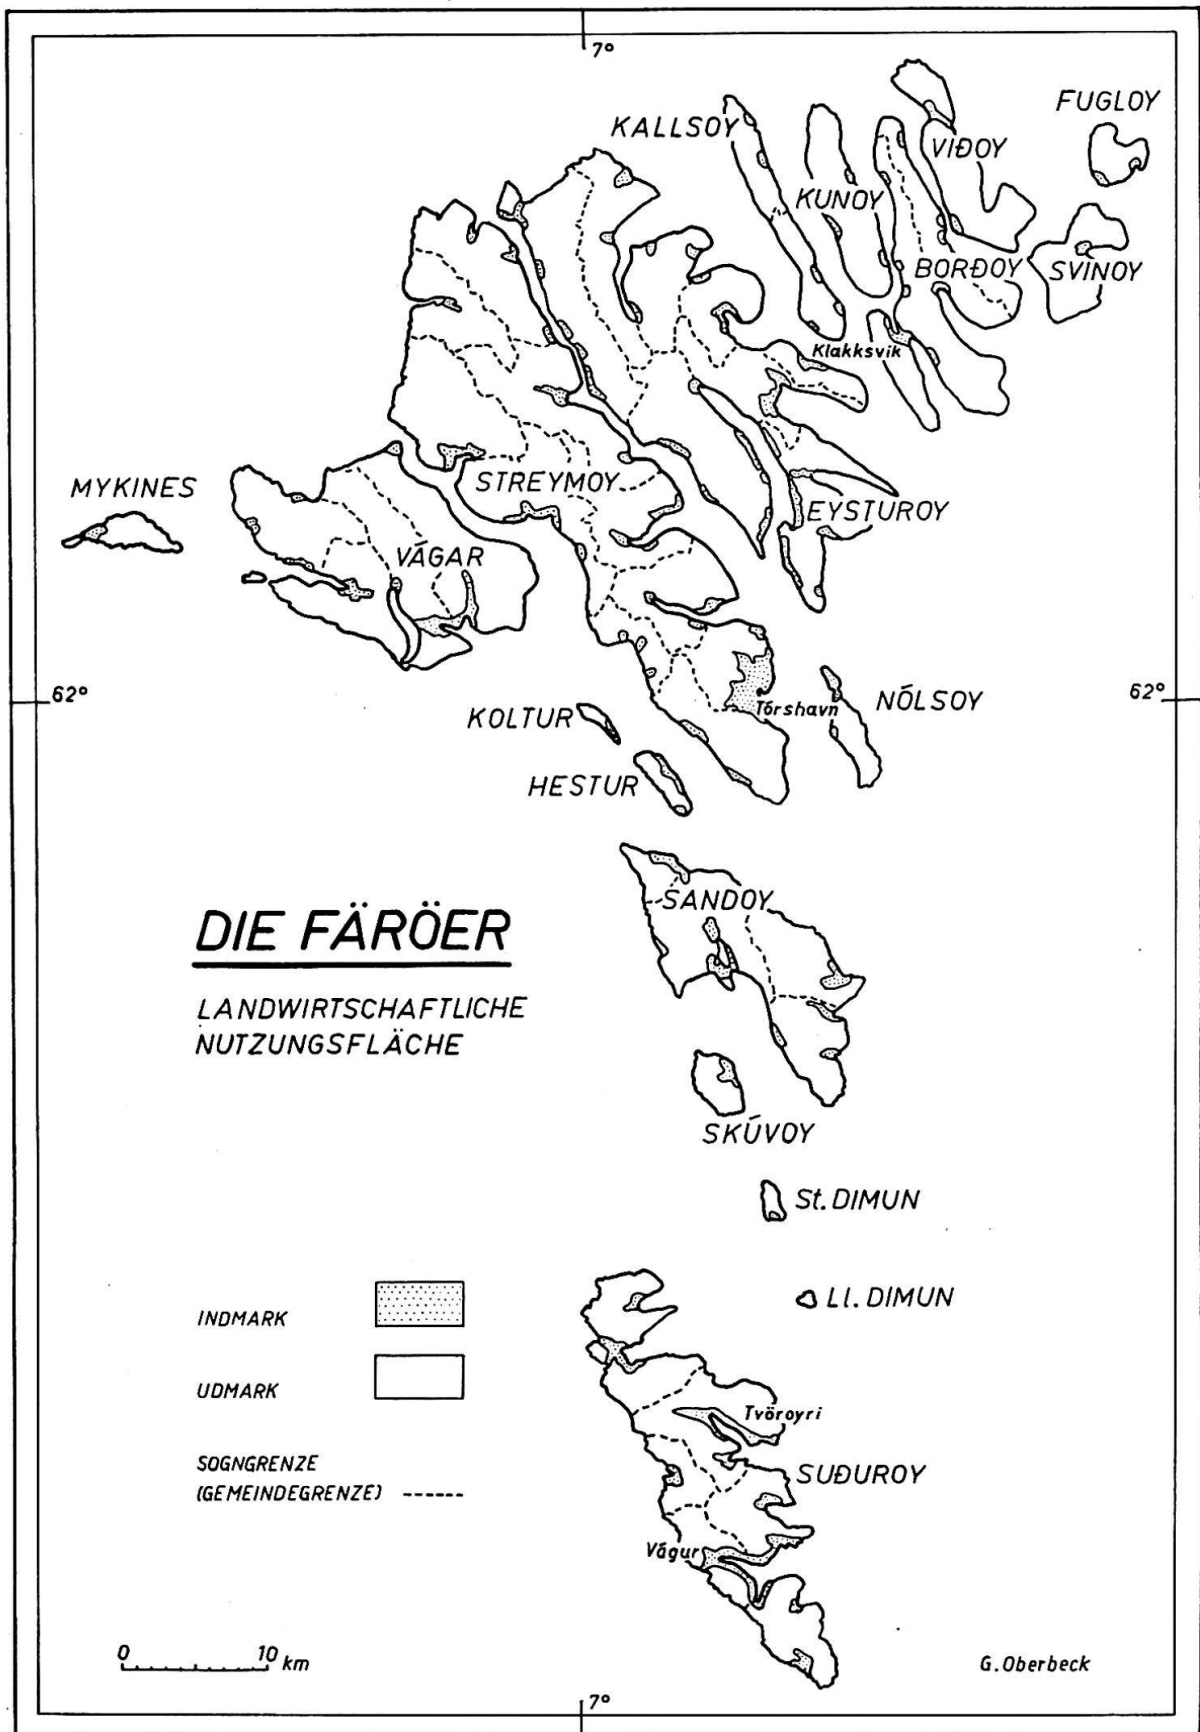 7°
FUGLOY
KALLSOY
VIÐOY
KUNOY
BORÐOY
SVINOY
Klakksvik
MYKINES
STREYMOY
EYSTUROY
VÁGAR
62°
62°
NÓLSOY
Tórshavn
KOLTUR
HESTUR
SANDOY
DIE FÄRÖER
LANDWIRTSCHAFTLICHE
NUTZUNGSFLÄCHE
SKÚVOY
St. DIMUN
Ll. DIMUN
INDMARK
UDMARK
Tvöroyri
SOGNGRENZE
(GEMEINDEGRENZE)
SUÐUROY
Vágur
0 10 km
G. Oberbeck
7°